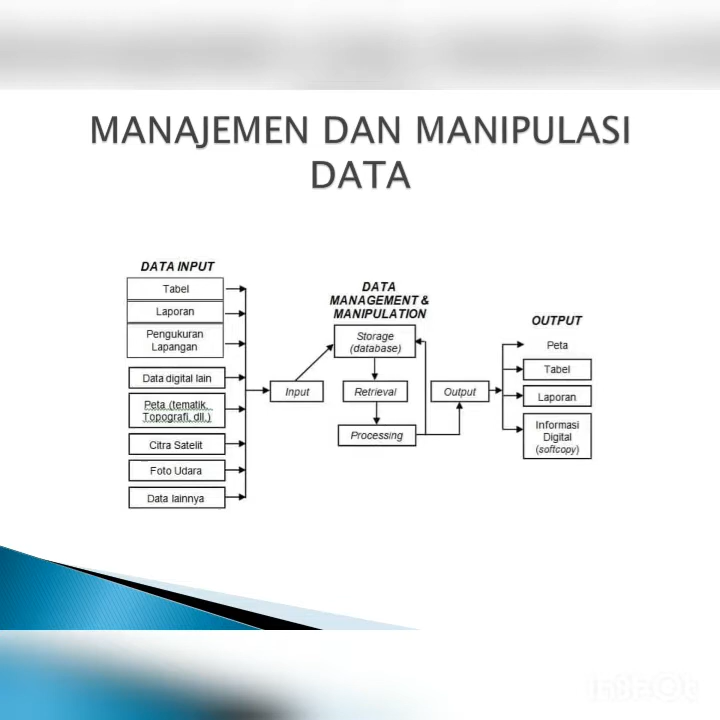 MANAJEMEN DAN MANIPULASI
DATA
DATA INPUT
Tabel
Laporan
Pengukuran
Lapangan
Data digital lain
Peta (tematik,
Topografi, dll.)
Citra Satelit
Foto Udara
Data lainnya
Input
DATA
MANAGEMENT &
MANIPULATION
Storage
(database)
Retrieval
Processing
Output
OUTPUT
Peta
Tabel
Laporan
Informasi
Digital
(softcopy)